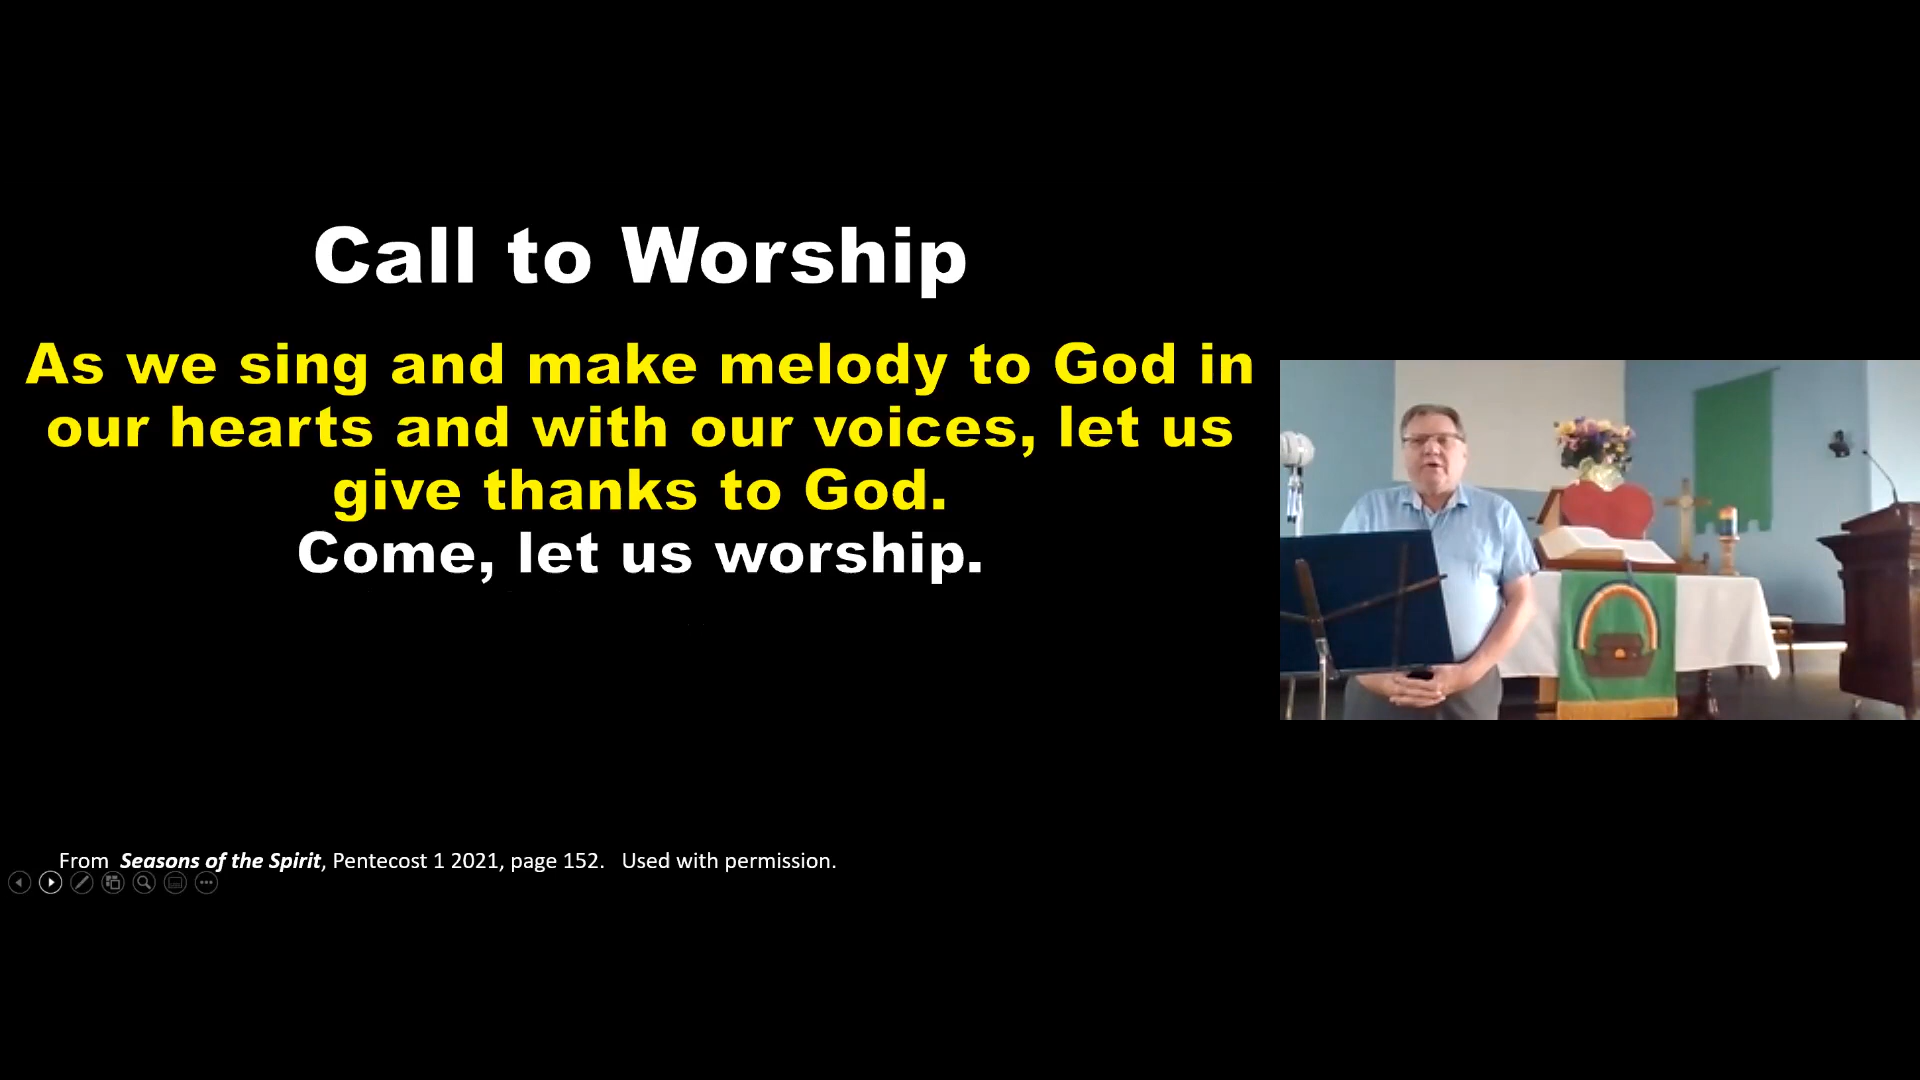 Call to Worship
As we sing and make melody to God in
our hearts and with our voices, let us
give thanks to God.
Come, let us worship.
From Seasons of the Spirit, Pentecost 1 2021, page 152. Used with permission.